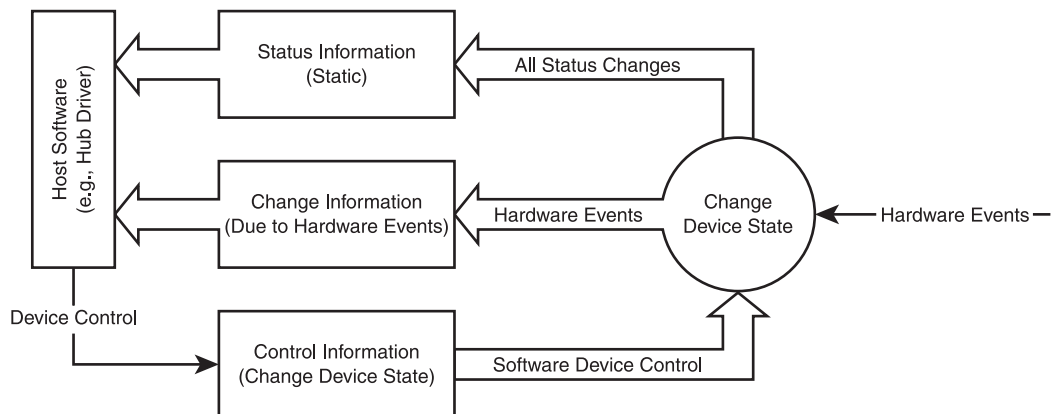 Host Software
(e.g., Hub Driver)
Status Information
(Static)
All Status Changes
Change Information
(Due to Hardware Events)
Hardware Events
Change
Device State
Hardware Events
Device Control
Control Information
(Change Device State)
Software Device Control